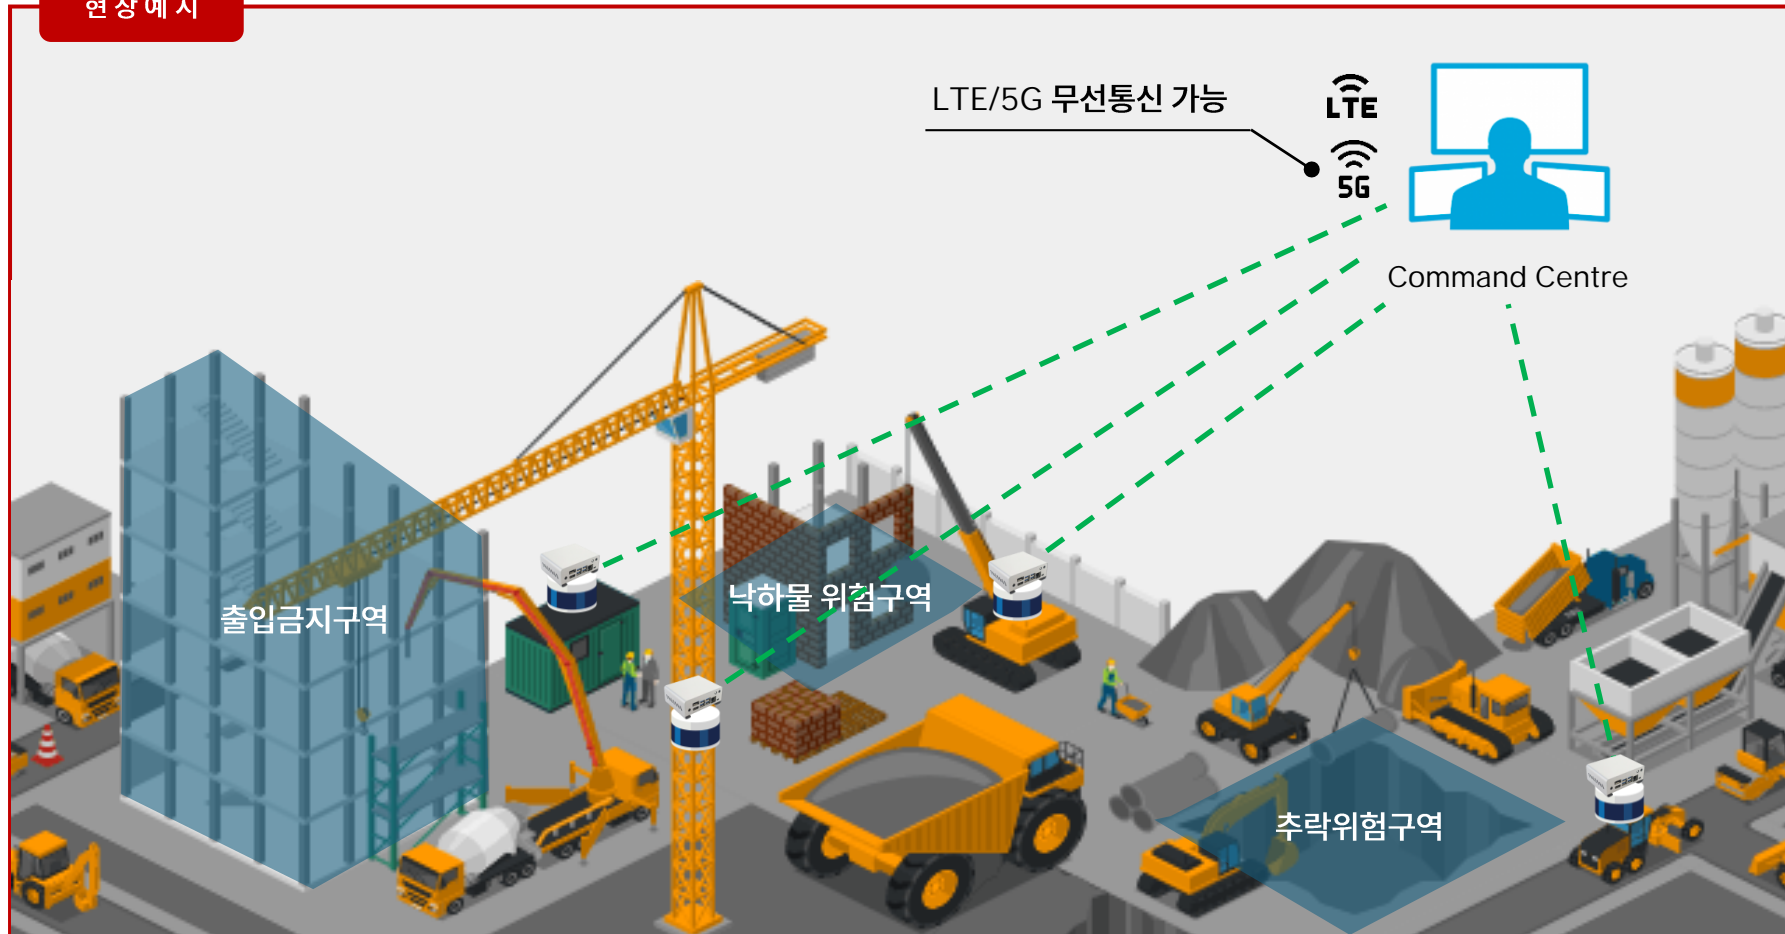 현장예시
LTE/5G 무선통신 가능
LTE
5G
Command Centre
낙하물 위험구역
출입금지구역
추락위험구역